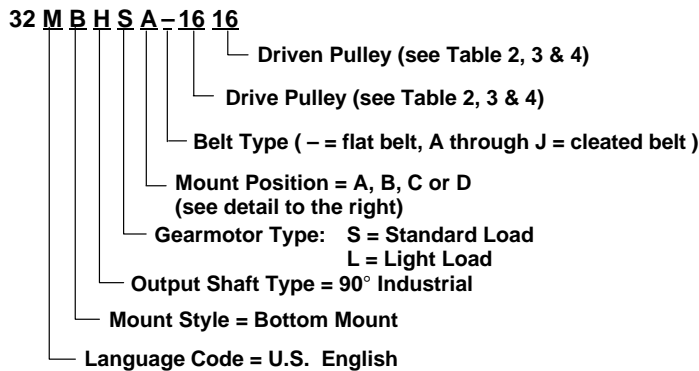 32 M B H S A – 16 16
Driven Pulley (see Table 2, 3 & 4)
Drive Pulley (see Table 2, 3 & 4)
Belt Type ( – = flat belt, A through J = cleated belt )
Mount Position = A, B, C or D
(see detail to the right)
Gearmotor Type: S = Standard Load
L = Light Load
Output Shaft Type = 90° Industrial
Mount Style = Bottom Mount
Language Code = U.S. English